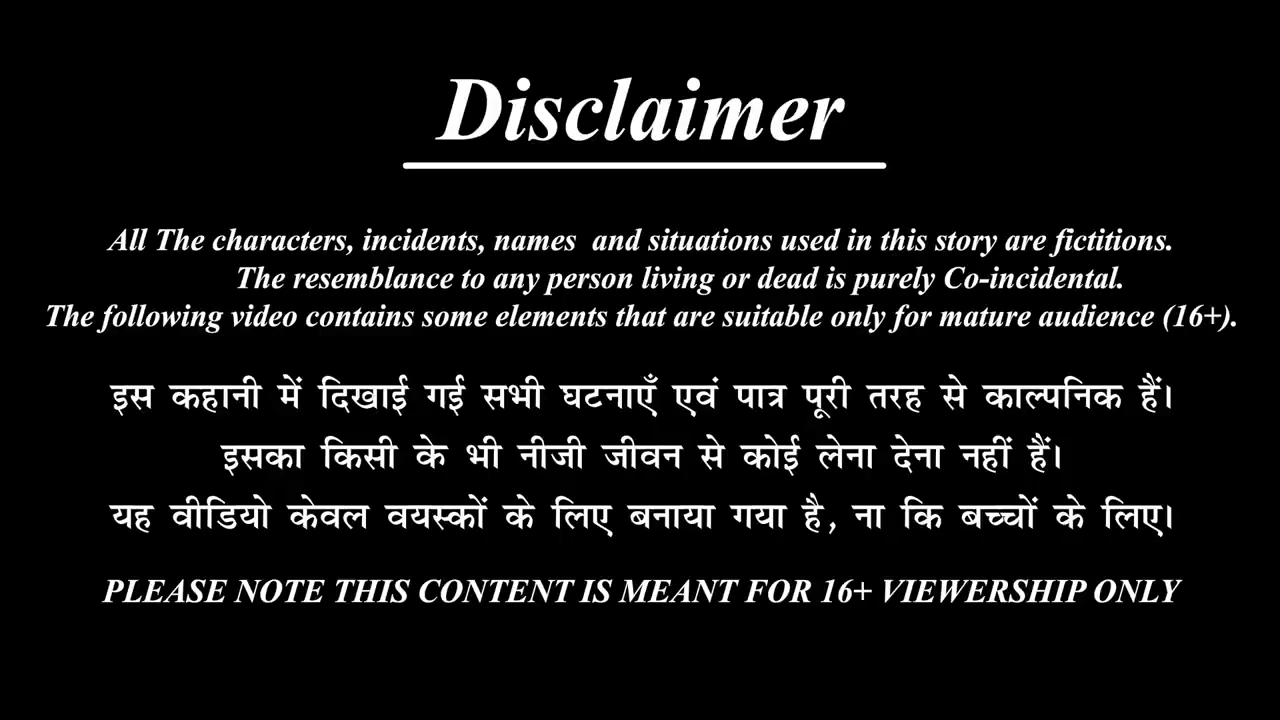 Disclaimer
All The characters, incidents, names and situations used in this story are fictitions.
The resemblance to any person living or dead is purely Co-incidental.
The following video contains some elements that are suitable only for mature audience (16+).
इस कहानी में दिखाई गई सभी घटनाएँ एवं पात्र पूरी तरह से काल्पनिक हैं।
इसका किसी के भी नीजी जीवन से कोई लेना देना नहीं हैं।
यह वीडियो केवल वयस्कों के लिए बनाया गया है, ना कि बच्चों के लिए।
PLEASE NOTE THIS CONTENT IS MEANT FOR 16+ VIEWERSHIP ONLY